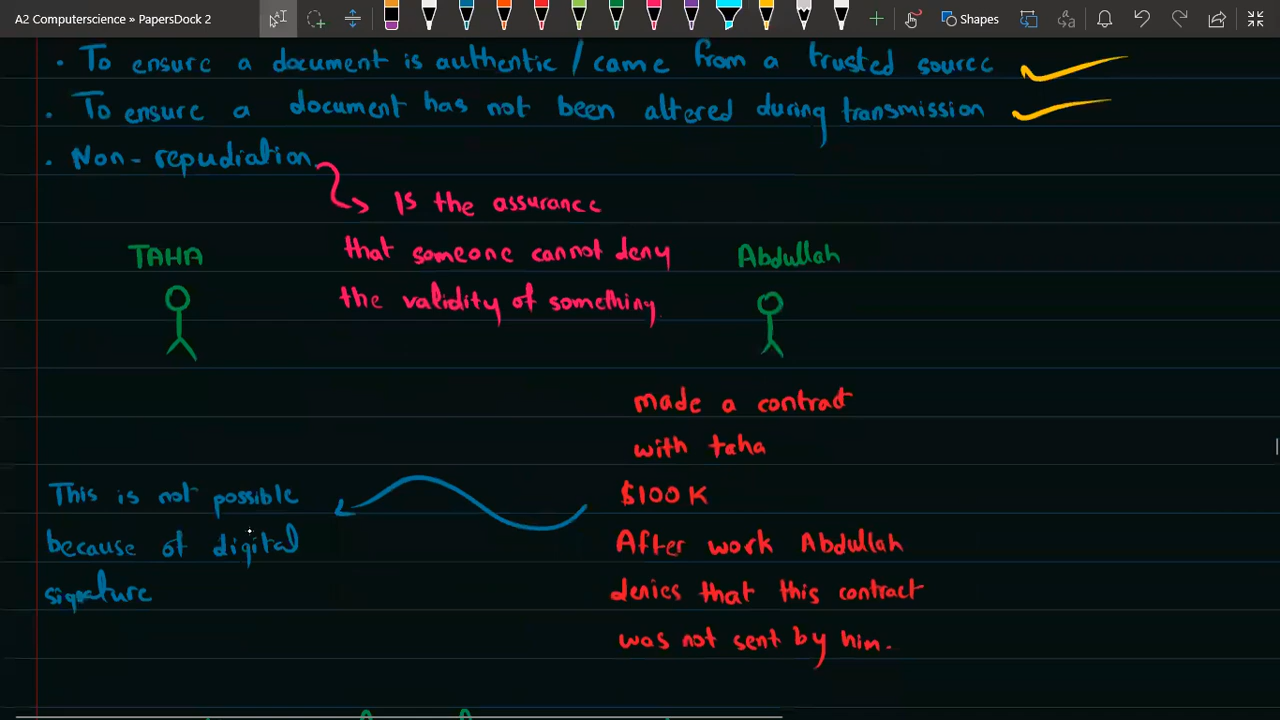 A2 Computerscience » PapersDock 2
Shapes
• To ensure a document is authentic / came from a trusted source
• To ensure a document has not been altered during transmission
• Non-repudiation
Is the assurance
that someone cannot deny
the validity of something.
TAHA
Abdullah
made a contract
with taha
$100K
After work Abdullah
denies that this contract
was not sent by him.
This is not possible
because of digital
signature